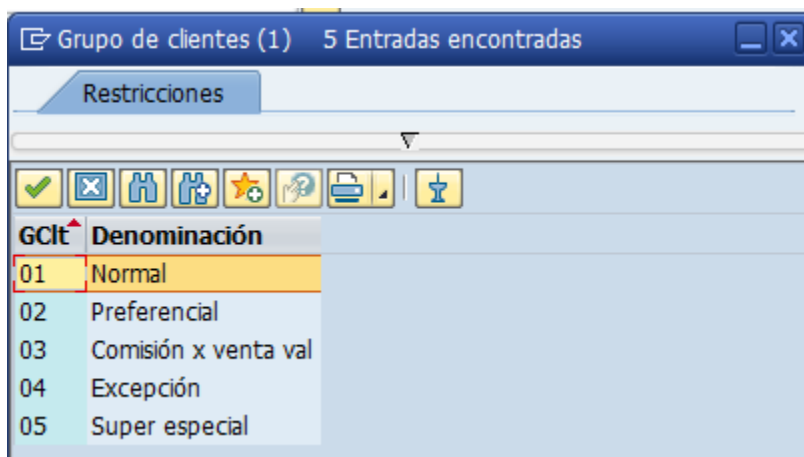 Grupo de clientes (1) 5 Entradas encontradas
Restricciones
GClt Denominación
01 Normal
02 Preferencial
03 Comisión x venta val
04 Excepción
05 Super especial